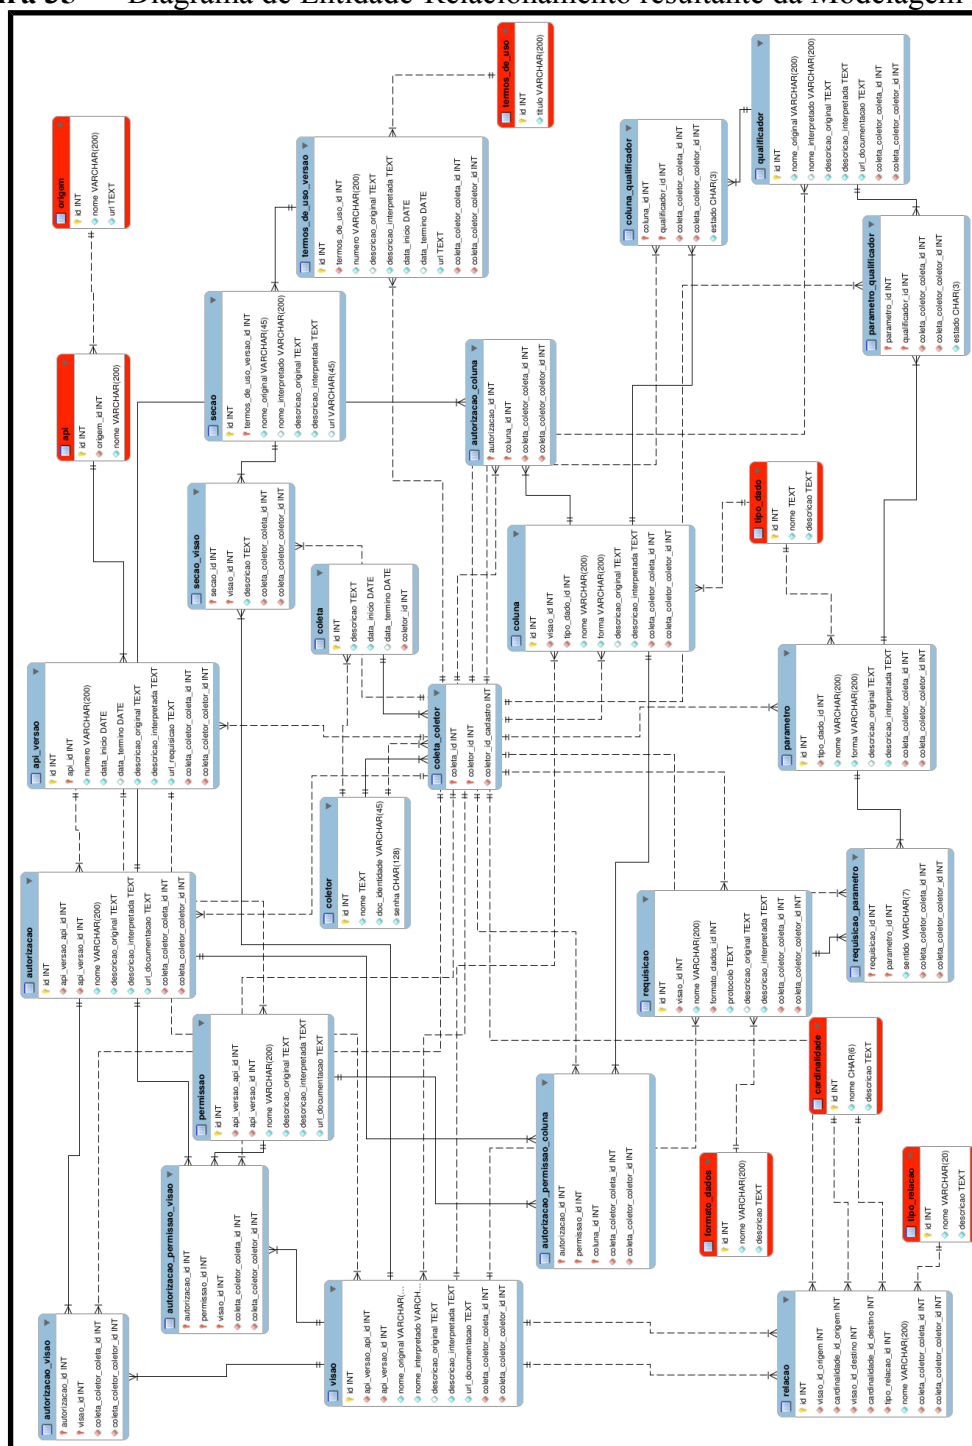 Diagrama de Entidade-Relacionamento resultante da Modelagem
origem
id INT
nome VARCHAR(200)
url TEXT
api
id INT
origem_id INT
nome VARCHAR(200)
api_versao
id INT
api_id INT
numero VARCHAR(200)
data_inicio DATE
data_termino DATE
descricao_original TEXT
descricao_interpretada TEXT
url_requisicao TEXT
coleta_coletor_coleta_id INT
coleta_coletor_coletor_id INT
autorizacao
id INT
api_versao_api_id INT
api_versao_id INT
nome VARCHAR(200)
descricao_original TEXT
descricao_interpretada TEXT
url_documentacao TEXT
coleta_coletor_coleta_id INT
coleta_coletor_coletor_id INT
autorizacao_visao
autorizacao_id INT
visao_id INT
coleta_coletor_coleta_id INT
coleta_coletor_coletor_id INT
termos_de_uso
id INT
titulo VARCHAR(200)
termos_de_uso_versao
id INT
termos_de_uso_id INT
numero VARCHAR(200)
descricao_original TEXT
descricao_interpretada TEXT
data_inicio DATE
data_termino DATE
url TEXT
coleta_coletor_coleta_id INT
coleta_coletor_coletor_id INT
secao
id INT
termos_de_uso_versao_id INT
nome_original VARCHAR(45)
nome_interpretado VARCHAR(200)
descricao_original TEXT
descricao_interpretada TEXT
url VARCHAR(45)
secao_visao
secao_id INT
visao_id INT
descricao TEXT
coleta_coletor_coleta_id INT
coleta_coletor_coletor_id INT
coleta
id INT
descricao TEXT
data_inicio DATE
data_termino DATE
coletor_id INT
coletor
id INT
nome TEXT
doc_identidade VARCHAR(45)
senha CHAR(128)
coleta_coletor
coleta_id INT
coletor_id INT
coletor_id_cadastro INT
permissao
id INT
api_versao_api_id INT
api_versao_id INT
nome VARCHAR(200)
descricao_original TEXT
descricao_interpretada TEXT
url_documentacao TEXT
autorizacao_permissao_visao
autorizacao_id INT
permissao_id INT
visao_id INT
coleta_coletor_coleta_id INT
coleta_coletor_coletor_id INT
visao
id INT
api_versao_api_id INT
api_versao_id INT
nome_original VARCHAR(...
nome_interpretado VARCH...
descricao_original TEXT
descricao_interpretada TEXT
url_documentacao TEXT
coleta_coletor_coleta_id INT
coleta_coletor_coletor_id INT
autorizacao_coluna
autorizacao_id INT
coluna_id INT
coleta_coletor_coleta_id INT
coleta_coletor_coletor_id INT
coluna
id INT
visao_id INT
tipo_dado_id INT
nome VARCHAR(200)
forma VARCHAR(200)
descricao_original TEXT
descricao_interpretada TEXT
coleta_coletor_coleta_id INT
coleta_coletor_coletor_id INT
autorizacao_permissao_coluna
autorizacao_id INT
permissao_id INT
coluna_id INT
coleta_coletor_coleta_id INT
coleta_coletor_coletor_id INT
coluna_qualificador
coluna_id INT
qualificador_id INT
coleta_coletor_coleta_id INT
coleta_coletor_coletor_id INT
estado CHAR(3)
qualificador
id INT
nome_original VARCHAR(200)
nome_interpretado VARCHAR(200)
descricao_original TEXT
descricao_interpretada TEXT
url_documentacao TEXT
coleta_coletor_coleta_id INT
coleta_coletor_coletor_id INT
parametro_qualificador
parametro_id INT
qualificador_id INT
coleta_coletor_coleta_id INT
coleta_coletor_coletor_id INT
estado CHAR(3)
tipo_dado
id INT
nome TEXT
descricao TEXT
parametro
id INT
tipo_dado_id INT
nome VARCHAR(200)
forma VARCHAR(200)
descricao_original TEXT
descricao_interpretada TEXT
coleta_coletor_coleta_id INT
coleta_coletor_coletor_id INT
requisicao_parametro
requisicao_id INT
parametro_id INT
sentido VARCHAR(7)
coleta_coletor_coleta_id INT
coleta_coletor_coletor_id INT
requisicao
id INT
visao_id INT
nome VARCHAR(200)
formato_dados_id INT
protocolo TEXT
descricao_original TEXT
descricao_interpretada TEXT
coleta_coletor_coleta_id INT
coleta_coletor_coletor_id INT
cardinalidade
id INT
nome CHAR(6)
descricao TEXT
formato_dados
id INT
nome VARCHAR(200)
descricao TEXT
tipo_relacao
id INT
nome VARCHAR(20)
descricao TEXT
relacao
id INT
visao_id_origem INT
cardinalidade_id_origem INT
visao_id_destino INT
cardinalidade_id_destino INT
tipo_relacao_id INT
nome VARCHAR(200)
coleta_coletor_coleta_id INT
coleta_coletor_coletor_id INT